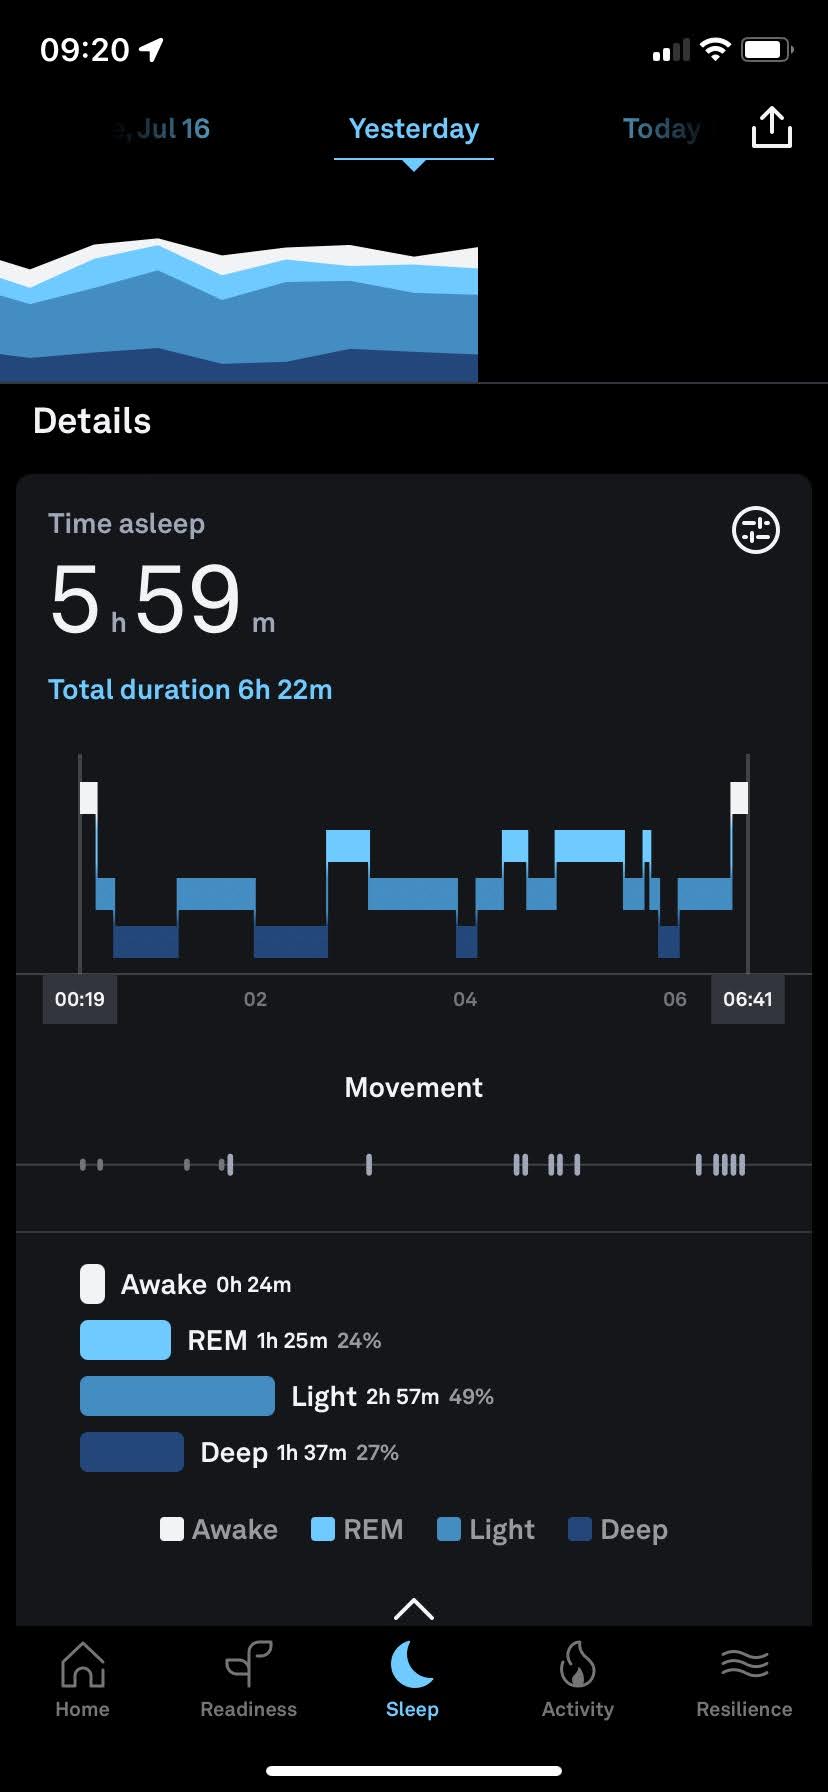 09:20
Jul 16 Yesterday Today
Details
Time asleep
5 h 59 m
Total duration 6h 22m
00:19 02 04 06 06:41
Movement
Awake 0h 24m
REM 1h 25m 24%
Light 2h 57m 49%
Deep 1h 37m 27%
Awake REM Light Deep
Home Readiness Sleep Activity Resilience